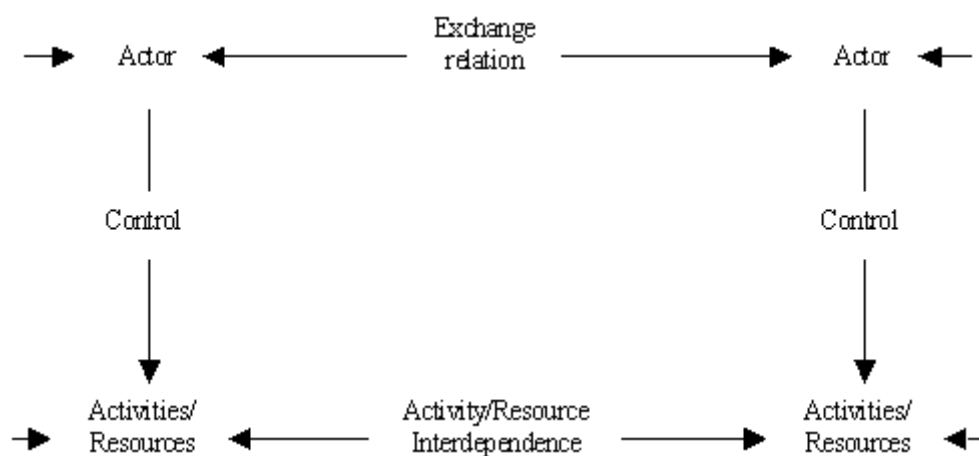 Exchange
relation
Actor
Actor
Control
Control
Activities/
Resources
Activity/Resource
Interdependence
Activities/
Resources